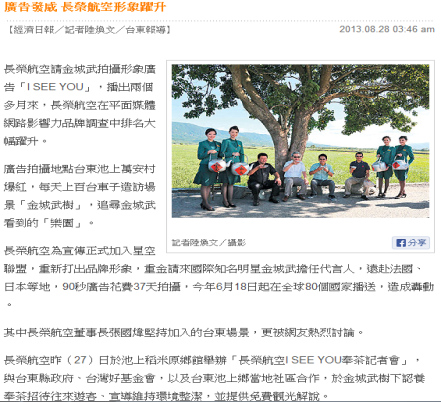 廣告發威 長榮航空形象躍升
【經濟日報╱記者陸煥文／台東報導】
2013.08.28 03:46 am
長榮航空請金城武拍攝形象廣
告「I SEE YOU」，播出兩個
多月來，長榮航空在平面媒體
網路影響力品牌調查中排名大
幅躍升。
廣告拍攝地點台東池上萬安村
爆紅，每天上百台車子造訪場
景「金城武樹」，追尋金城武
看到的「樂園」。
記者陸煥文／攝影
分享
長榮航空為宣傳正式加入星空
聯盟，重新打出品牌形象，重金請來國際知名明星金城武擔任代言人，遠赴法國、
日本等地，90秒廣告花費37天拍攝，今年6月18日起在全球80個國家播送，造成轟動
。
其中長榮航空董事長張國煒堅持加入的台東場景，更被網友熱烈討論。
長榮航空昨（27）日於池上稻米原鄉館舉辦「長榮航空I SEE YOU奉茶記者會」，
與台東縣政府、台灣好基金會，以及台東池上鄉當地社區合作，於金城武樹下認養
奉茶招待往來遊客、宣導維持環境整潔，並提供免費觀光解說。